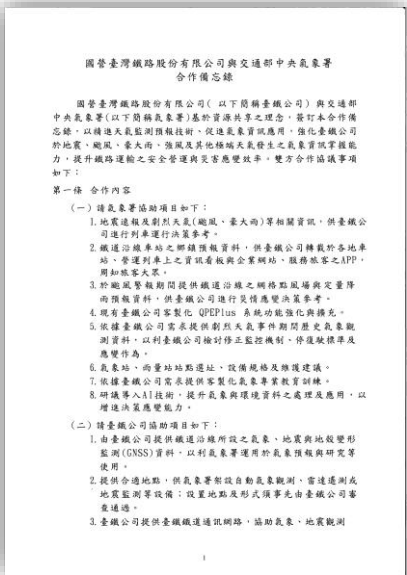 國營臺灣鐵路股份有限公司與交通部中央氣象署
合作備忘錄
國營臺灣鐵路股份有限公司( 以下簡稱臺鐵公司) 與交通部
中央氣象署(以下簡稱氣象署)基於資源共享之理念，簽訂本合作備
忘錄，以精進天氣監測預報技術、促進氣象資訊應用，強化臺鐵公司
於地震、颱風、豪大雨、強風及其他極端天氣發生之氣象資訊掌握能
力，提升鐵路運輸之安全營運與災害應變效率。雙方合作協議事項
如下：
第一條 合作內容
(一) 請氣象署協助項目如下：
1.地震速報及劇烈天氣(颱風、豪大雨)等相關資訊，供臺鐵公
司進行列車運行決策參考。
2.鐵道沿線車站之鄉鎮預報資料，供臺鐵公司轉載於各地車
站、營運列車上之資訊看板與企業網站、服務旅客之APP，
周知旅客大眾。
3.於颱風警報期間提供鐵道沿線之網格點風場與定量降
雨預報資料，供臺鐵公司進行災情應變決策參考。
4.現有臺鐵公司客製化 QPEPlus 系統功能強化與擴充。
5.依據臺鐵公司需求提供劇烈天氣事件期間歷史氣象觀
測資料，以利臺鐵公司檢討修正監控機制、停復駛標準及
應變作為。
6.氣象站、雨量站站點選址、設備規格及維護建議。
7.依據臺鐵公司需求提供客製化氣象專業教育訓練。
8.研議導入AI技術，提升氣象與環境資料之處理及應用，以
增進決策應變能力。
(二) 請臺鐵公司協助項目如下：
1.由臺鐵公司提供鐵道沿線所設之氣象、地震與地殼變形
監測(GNSS)資料，以利氣象署運用於氣象預報與研究等
使用。
2.提供合適地點，供氣象署架設自動氣象觀測、雷達遙測或
地震監測等設備；設置地點及形式須事先由臺鐵公司審
查通過。
3.臺鐵公司提供臺鐵鐵道通訊網路，協助氣象、地震觀測
1